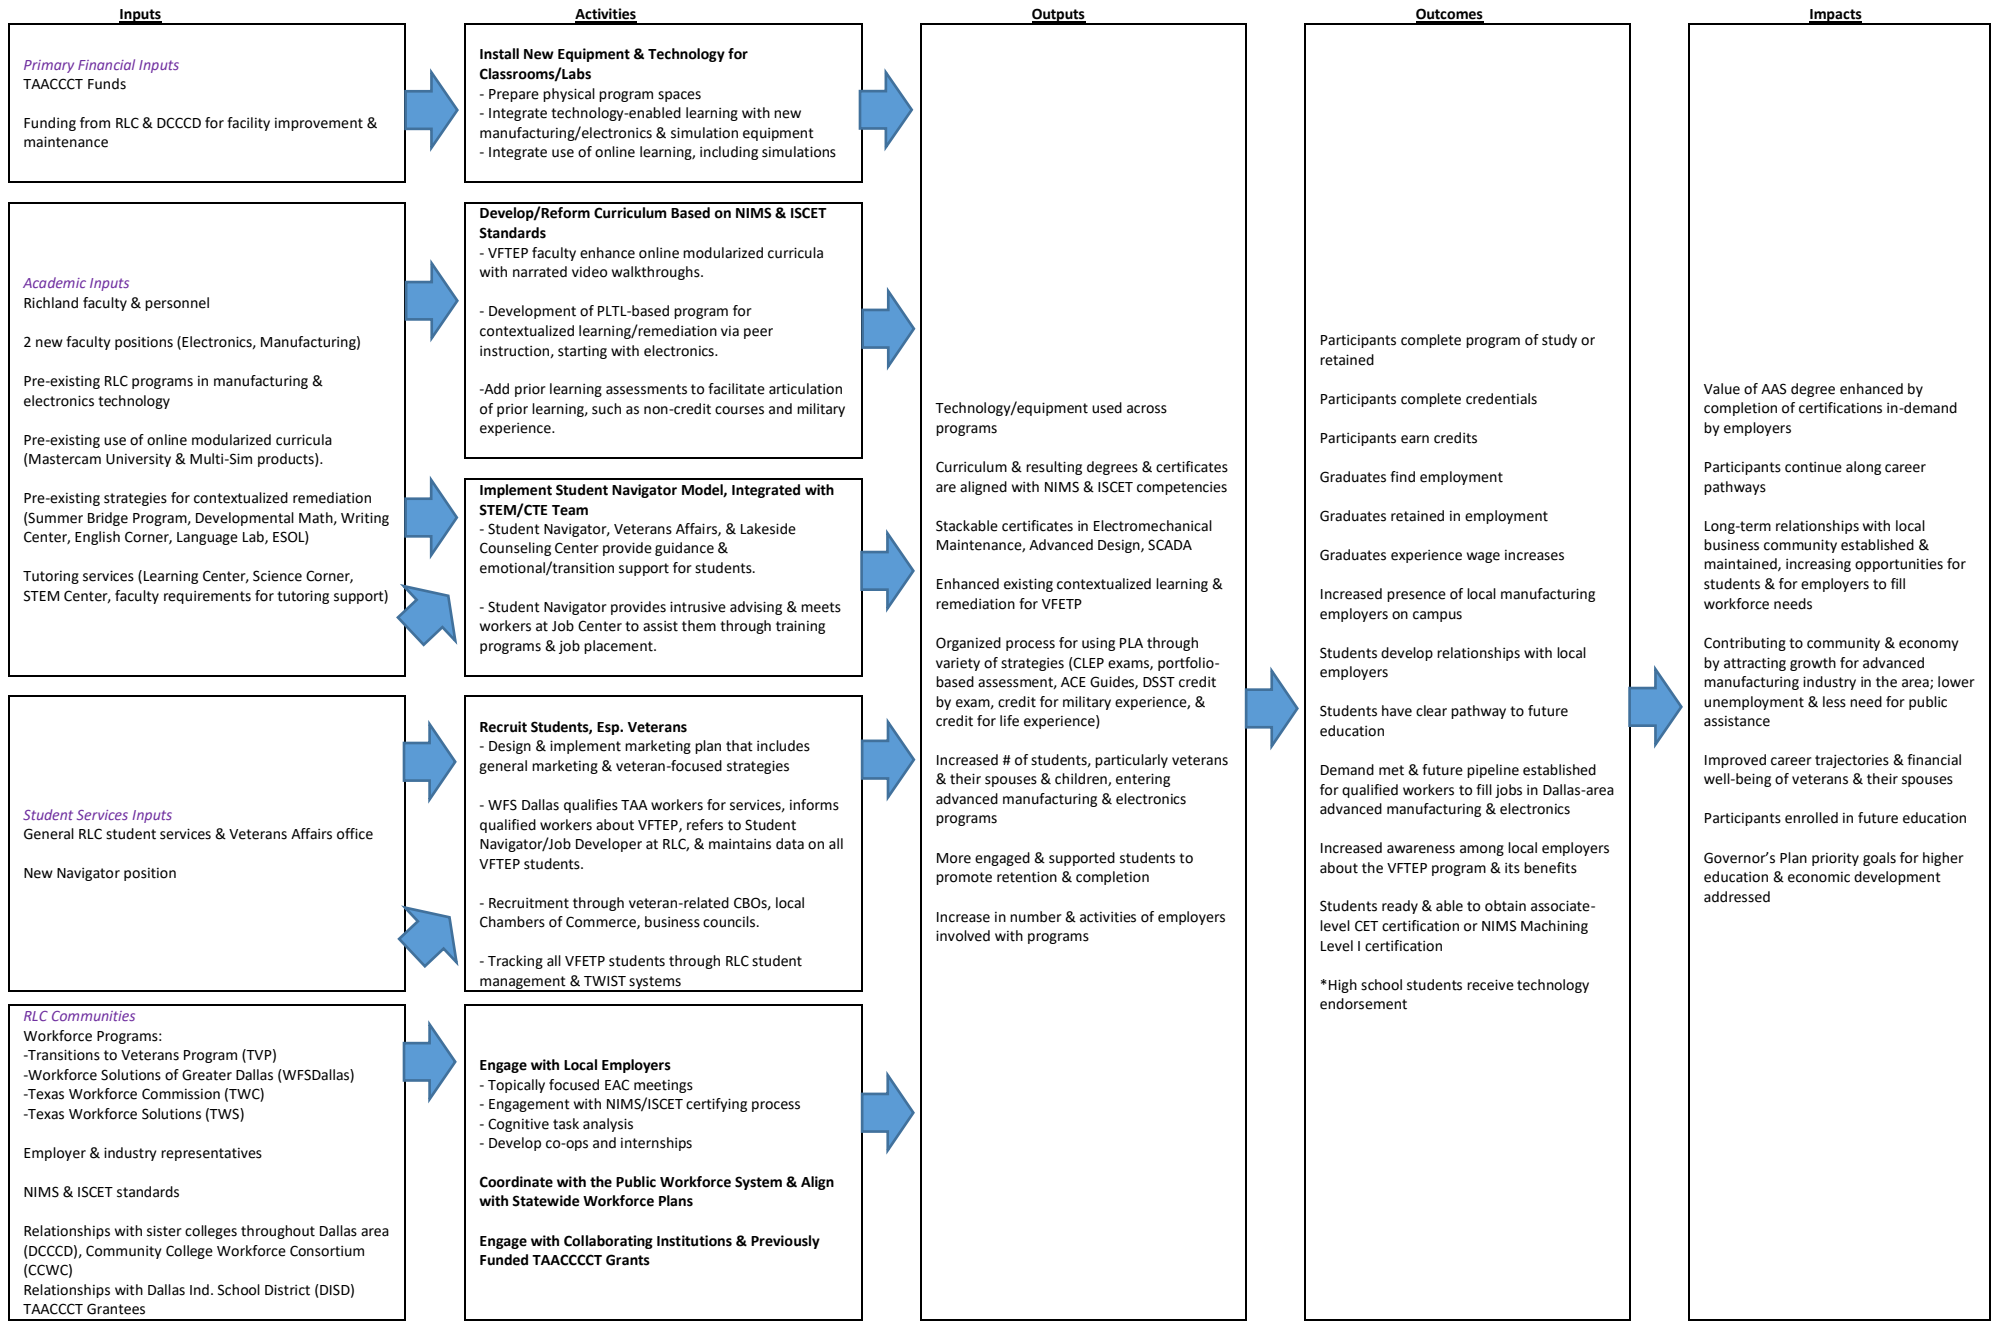 Inputs
Activities
Outputs
Outcomes
Impacts
Primary Financial Inputs
TAACCCT Funds
Funding from RLC & DCCCD for facility improvement &
maintenance
Academic Inputs
Richland faculty & personnel
2 new faculty positions (Electronics, Manufacturing)
Pre-existing RLC programs in manufacturing &
electronics technology
Pre-existing use of online modularized curricula
(Mastercam University & Multi-Sim products).
Pre-existing strategies for contextualized remediation
(Summer Bridge Program, Developmental Math, Writing
Center, English Corner, Language Lab, ESOL)
Tutoring services (Learning Center, Science Corner,
STEM Center, faculty requirements for tutoring support)
Student Services Inputs
General RLC student services & Veterans Affairs office
New Navigator position
RLC Communities
Workforce Programs:
-Transitions to Veterans Program (TVP)
-Workforce Solutions of Greater Dallas (WFSDallas)
-Texas Workforce Commission (TWC)
-Texas Workforce Solutions (TWS)
Employer & industry representatives
NIMS & ISCET standards
Relationships with sister colleges throughout Dallas area
(DCCCD), Community College Workforce Consortium
(CCWC)
Relationships with Dallas Ind. School District (DISD)
TAACCCT Grantees
Install New Equipment & Technology for
Classrooms/Labs
- Prepare physical program spaces
- Integrate technology-enabled learning with new
manufacturing/electronics & simulation equipment
- Integrate use of online learning, including simulations
Develop/Reform Curriculum Based on NIMS & ISCET
Standards
- VFTEP faculty enhance online modularized curricula
with narrated video walkthroughs.
- Development of PLTL-based program for
contextualized learning/remediation via peer
instruction, starting with electronics.
-Add prior learning assessments to facilitate articulation
of prior learning, such as non-credit courses and military
experience.
Implement Student Navigator Model, Integrated with
STEM/CTE Team
- Student Navigator, Veterans Affairs, & Lakeside
Counseling Center provide guidance &
emotional/transition support for students.
- Student Navigator provides intrusive advising & meets
workers at Job Center to assist them through training
programs & job placement.
Recruit Students, Esp. Veterans
- Design & implement marketing plan that includes
general marketing & veteran-focused strategies
- WFS Dallas qualifies TAA workers for services, informs
qualified workers about VFTEP, refers to Student
Navigator/Job Developer at RLC, & maintains data on all
VFTEP students.
- Recruitment through veteran-related CBOs, local
Chambers of Commerce, business councils.
- Tracking all VFETP students through RLC student
management & TWIST systems
Engage with Local Employers
- Topically focused EAC meetings
- Engagement with NIMS/ISCET certifying process
- Cognitive task analysis
- Develop co-ops and internships
Coordinate with the Public Workforce System & Align
with Statewide Workforce Plans
Engage with Collaborating Institutions & Previously
Funded TAACCCCT Grants
Technology/equipment used across
programs
Curriculum & resulting degrees & certificates
are aligned with NIMS & ISCET competencies
Stackable certificates in Electromechanical
Maintenance, Advanced Design, SCADA
Enhanced existing contextualized learning &
remediation for VFETP
Organized process for using PLA through
variety of strategies (CLEP exams, portfolio-
based assessment, ACE Guides, DSST credit
by exam, credit for military experience, &
credit for life experience)
Increased # of students, particularly veterans
& their spouses & children, entering
advanced manufacturing & electronics
programs
More engaged & supported students to
promote retention & completion
Increase in number & activities of employers
involved with programs
Participants complete program of study or
retained
Participants complete credentials
Participants earn credits
Graduates find employment
Graduates retained in employment
Graduates experience wage increases
Increased presence of local manufacturing
employers on campus
Students develop relationships with local
employers
Students have clear pathway to future
education
Demand met & future pipeline established
for qualified workers to fill jobs in Dallas-area
advanced manufacturing & electronics
Increased awareness among local employers
about the VFTEP program & its benefits
Students ready & able to obtain associate-
level CET certification or NIMS Machining
Level I certification
*High school students receive technology
endorsement
Value of AAS degree enhanced by
completion of certifications in-demand
by employers
Participants continue along career
pathways
Long-term relationships with local
business community established &
maintained, increasing opportunities for
students & for employers to fill
workforce needs
Contributing to community & economy
by attracting growth for advanced
manufacturing industry in the area; lower
unemployment & less need for public
assistance
Improved career trajectories & financial
well-being of veterans & their spouses
Participants enrolled in future education
Governor’s Plan priority goals for higher
education & economic development
addressed